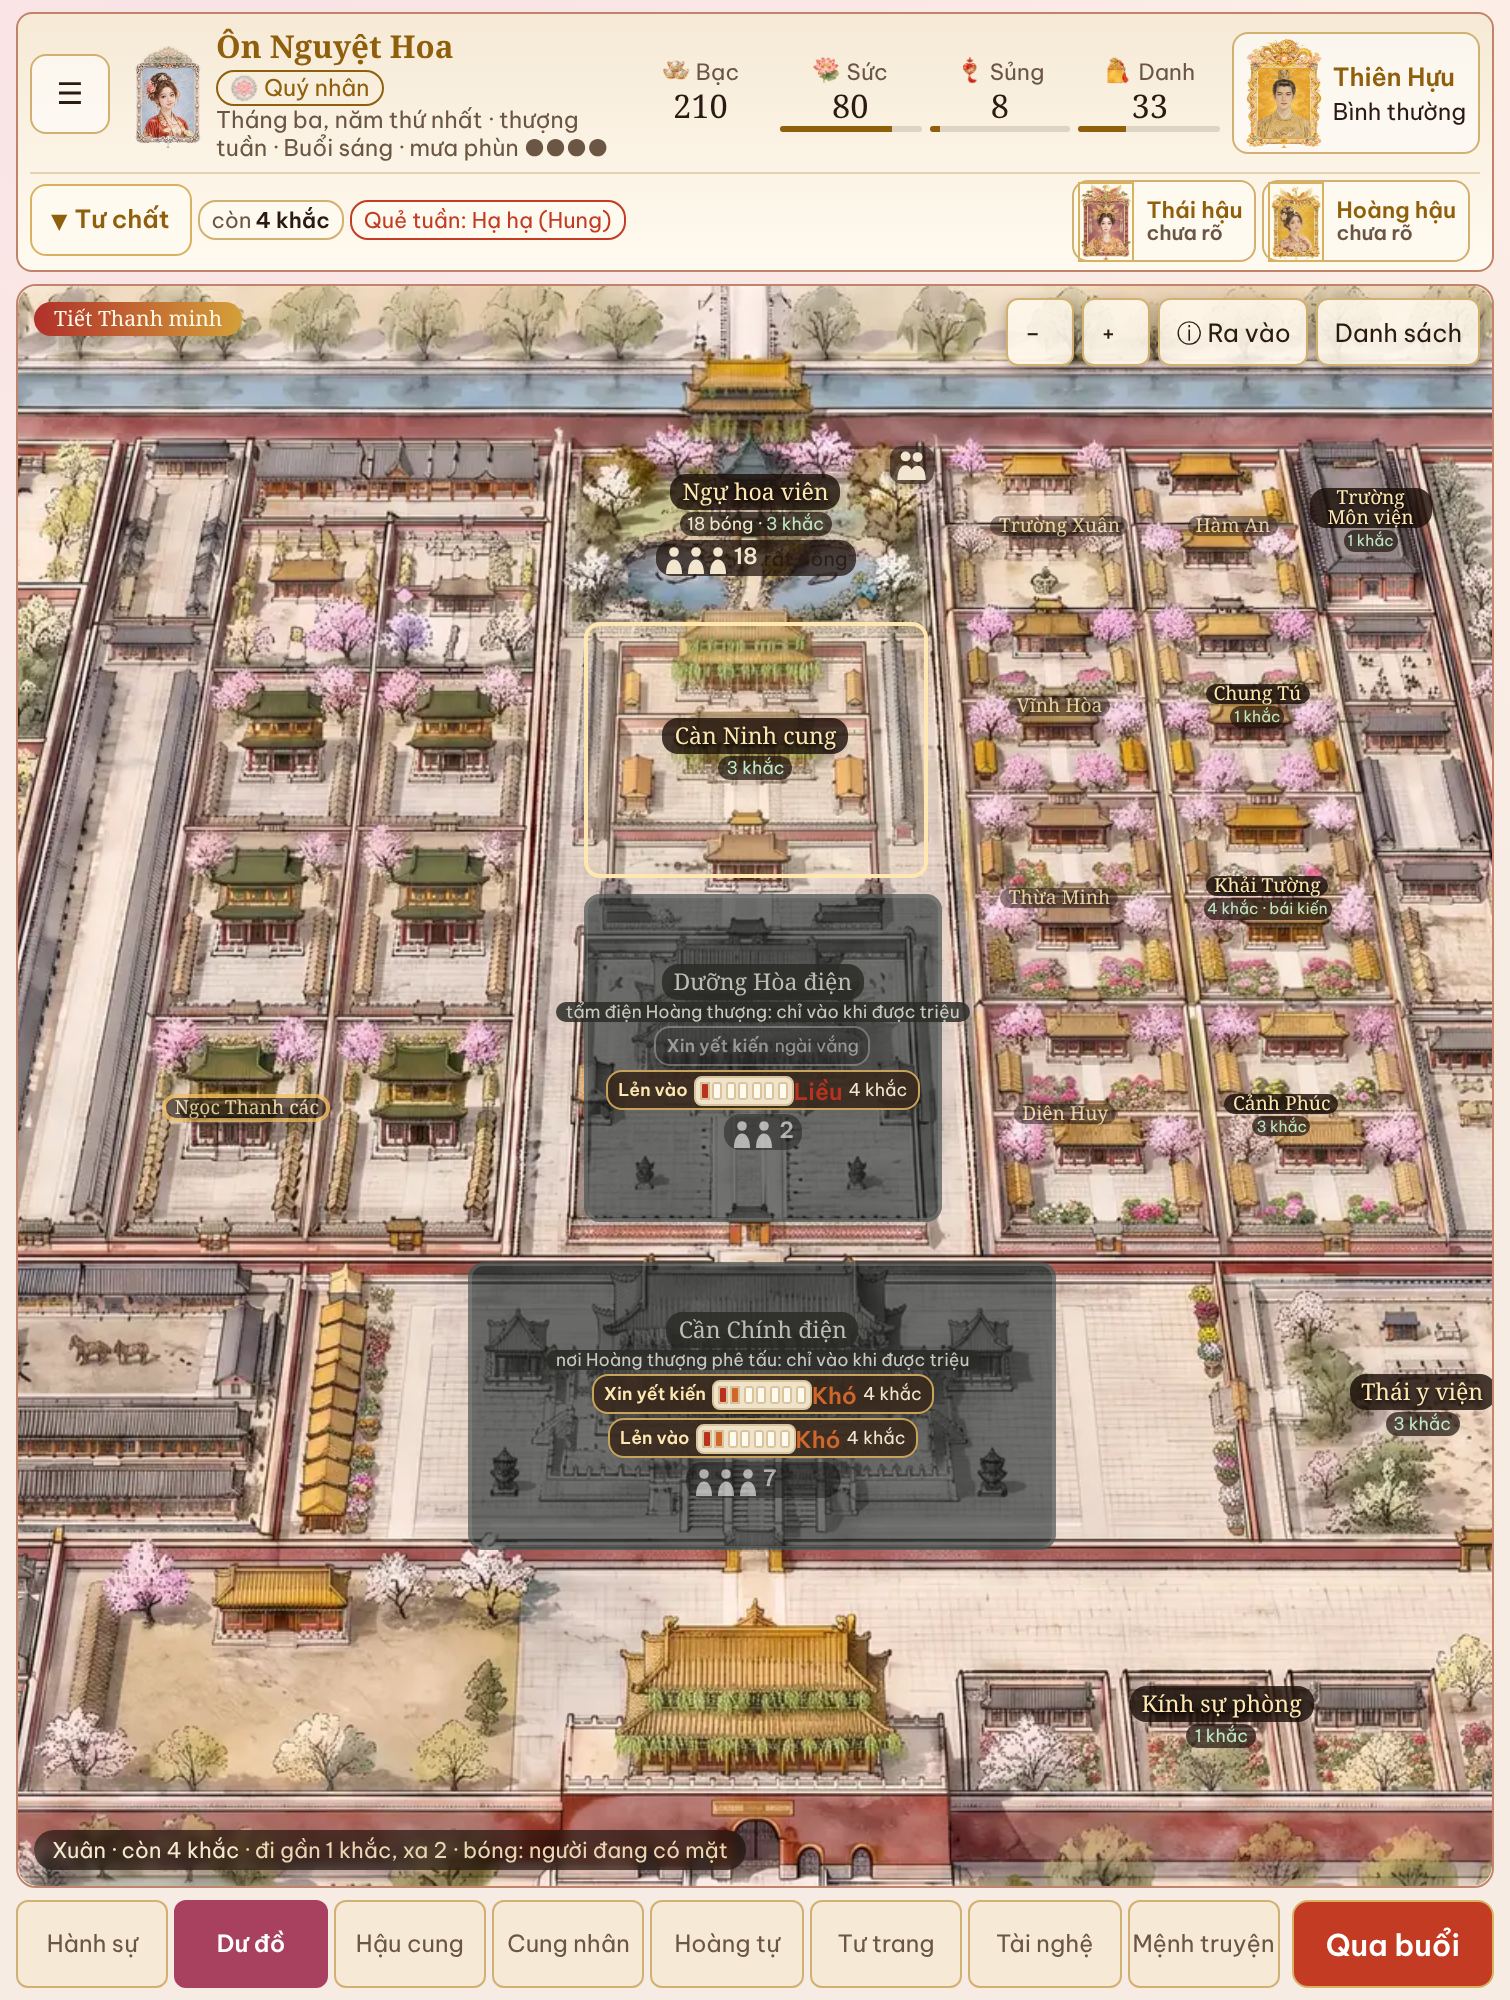 ☰
Ôn Nguyệt Hoa
Quý nhân
Tháng ba, năm thứ nhất · thượng
tuần · Buổi sáng · mưa phùn
Bạc
210
Sức
80
Sủng
8
Danh
33
Thiên Hựu
Bình thường
▼ Tư chất
còn 4 khắc
Quẻ tuần: Hạ hạ (Hung)
Thái hậu
chưa rõ
Hoàng hậu
chưa rõ
Tiết Thanh minh
−
+
ⓘ Ra vào
Danh sách
Ngự hoa viên
18 bóng · 3 khắc
18
Trường Xuân
Hàm An
Trường
Môn viện
1 khắc
Càn Ninh cung
3 khắc
Vĩnh Hòa
Chung Tú
1 khắc
Thừa Minh
Khải Tường
4 khắc · bái kiến
Dưỡng Hòa điện
tẩm điện Hoàng thượng: chỉ vào khi được triệu
Xin yết kiến ngài vắng
Lẻn vào Liều 4 khắc
2
Ngọc Thanh các
Diên Huy
Cảnh Phúc
3 khắc
Cần Chính điện
nơi Hoàng thượng phê tấu: chỉ vào khi được triệu
Xin yết kiến Khó 4 khắc
Lẻn vào Khó 4 khắc
7
Thái y viện
3 khắc
Kính sự phòng
1 khắc
Xuân · còn 4 khắc · đi gần 1 khắc, xa 2 · bóng: người đang có mặt
Hành sự
Dư đồ
Hậu cung
Cung nhân
Hoàng tự
Tư trang
Tài nghệ
Mệnh truyện
Qua buổi